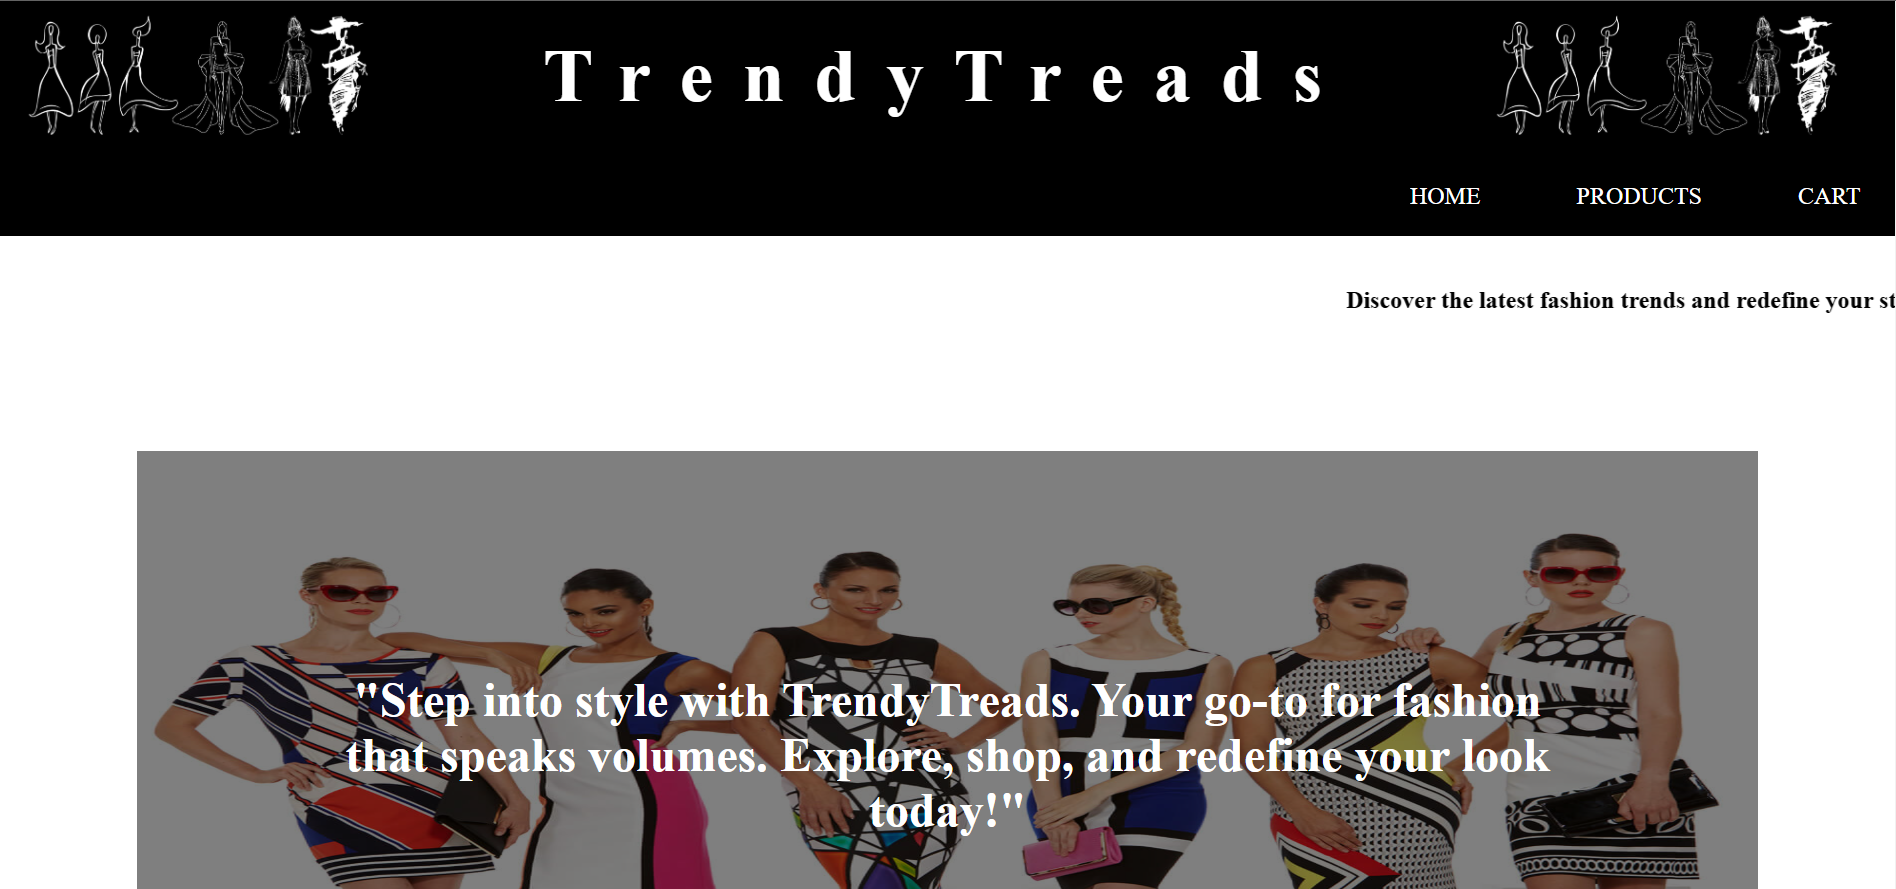 TrendyTreads
HOME PRODUCTS CART
Discover the latest fashion trends and redefine your st
"Step into style with TrendyTreads. Your go-to for fashion
that speaks volumes. Explore, shop, and redefine your look
today!"